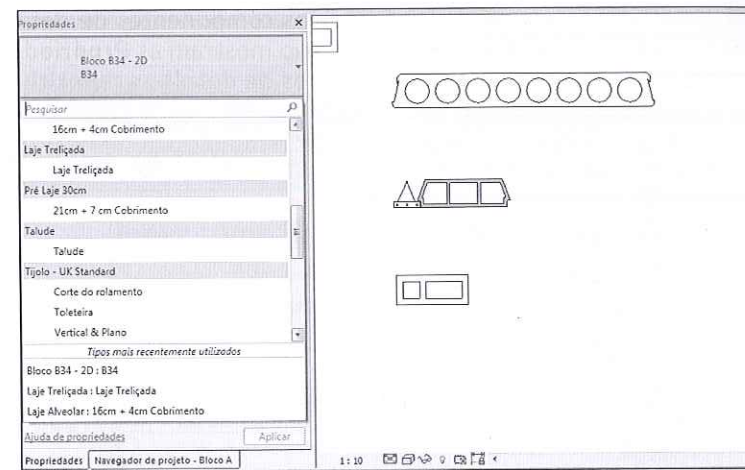 Propriedades
Bloco B34 - 2D
B34
Pesquisar
16cm + 4cm Cobrimento
Laje Treliçada
Laje Treliçada
Pré Laje 30cm
21cm + 7 cm Cobrimento
Talude
Talude
Tijolo - UK Standard
Corte do rolamento
Toleteira
Vertical & Plano
Tipos mais recentemente utilizados
Bloco B34 - 2D : B34
Laje Treliçada : Laje Treliçada
Laje Alveolar : 16cm + 4cm Cobrimento
Ajuda de propriedades
Aplicar
Propriedades
Navegador de projeto - Bloco A
1 : 10